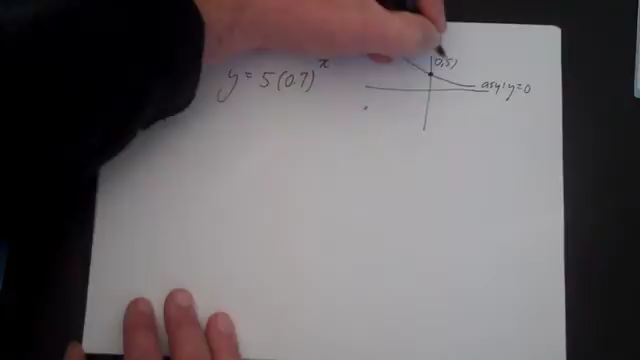 y = 5(0.7)^x
0,5)
asy: y=0